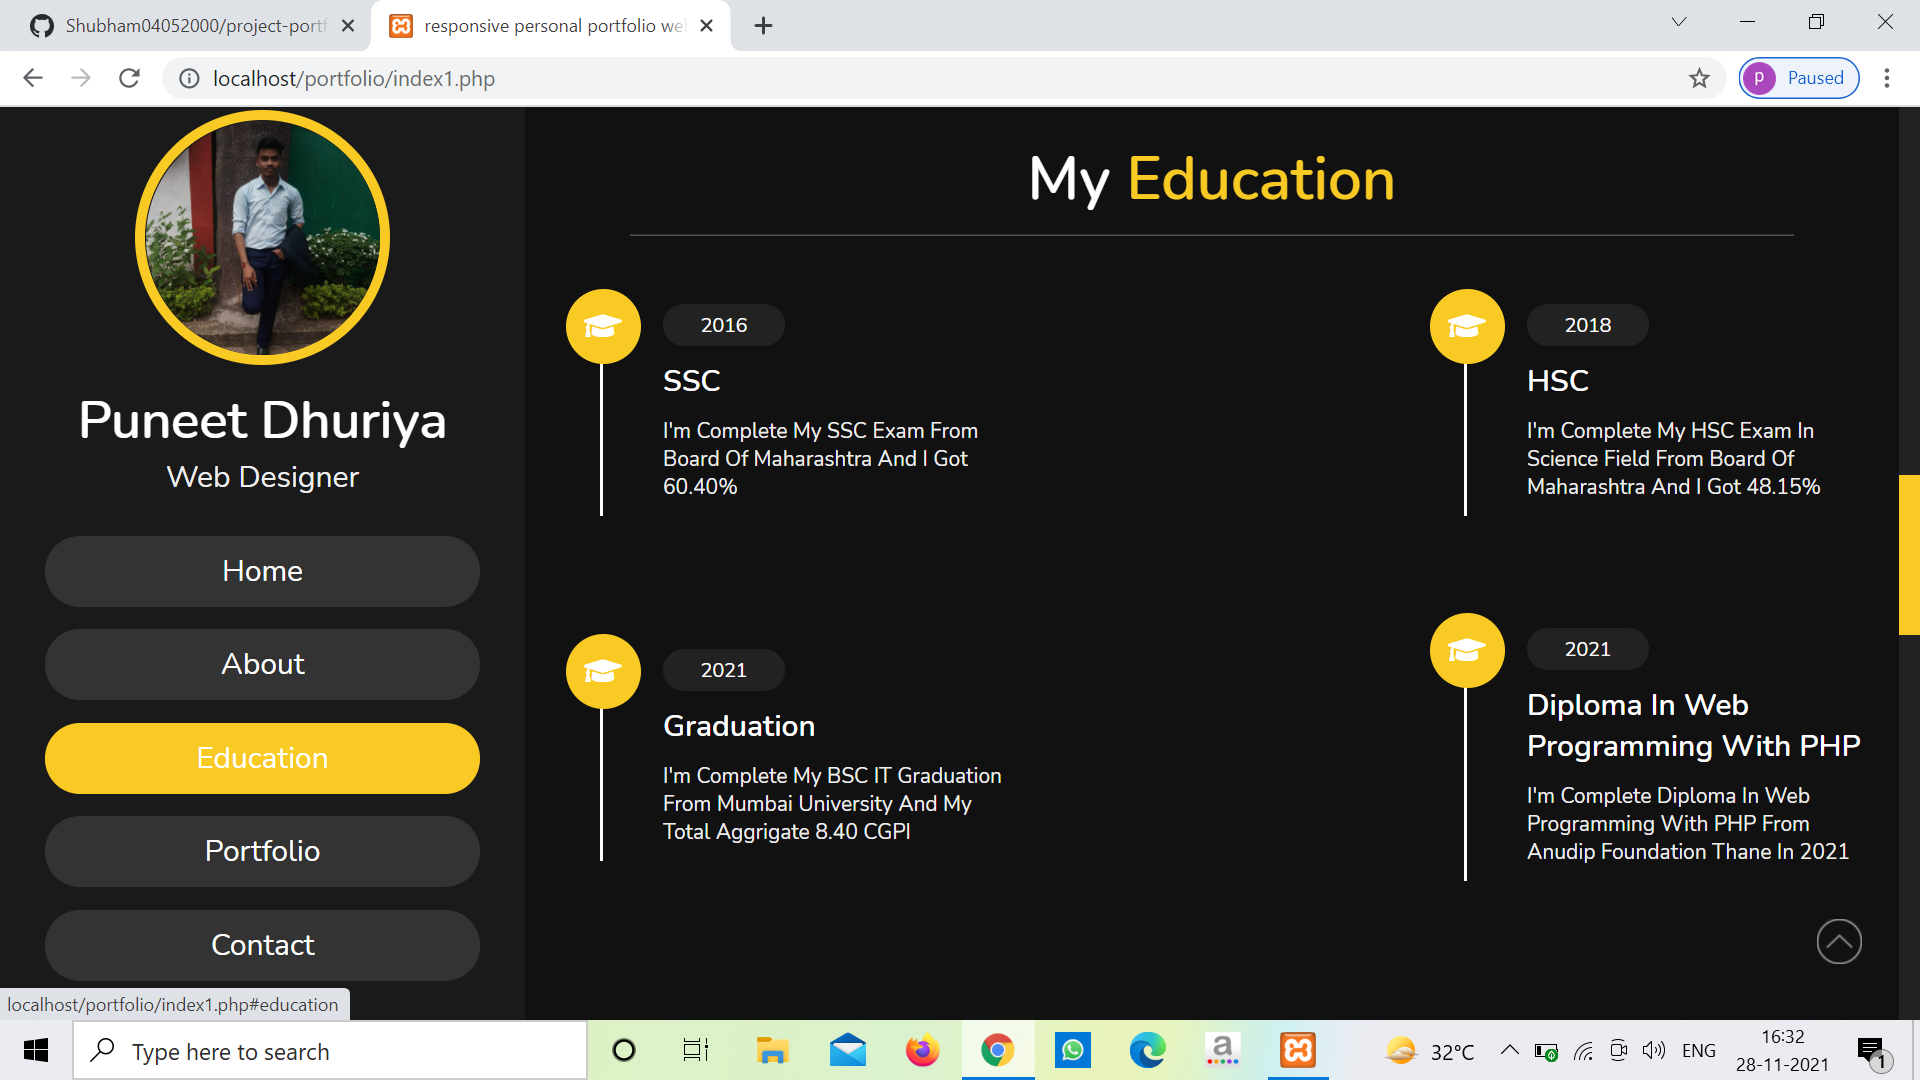 Shubham04052000/project-portf
responsive personal portfolio we
localhost/portfolio/index1.php
p
Paused
Puneet Dhuriya
Web Designer
Home
About
Education
Portfolio
Contact
My Education
2016
SSC
I'm Complete My SSC Exam From
Board Of Maharashtra And I Got
60.40%
2018
HSC
I'm Complete My HSC Exam In
Science Field From Board Of
Maharashtra And I Got 48.15%
2021
Graduation
I'm Complete My BSC IT Graduation
From Mumbai University And My
Total Aggrigate 8.40 CGPI
2021
Diploma In Web
Programming With PHP
I'm Complete Diploma In Web
Programming With PHP From
Anudip Foundation Thane In 2021
localhost/portfolio/index1.php#education
Type here to search
a
32°C
ENG
16:32
28-11-2021
1